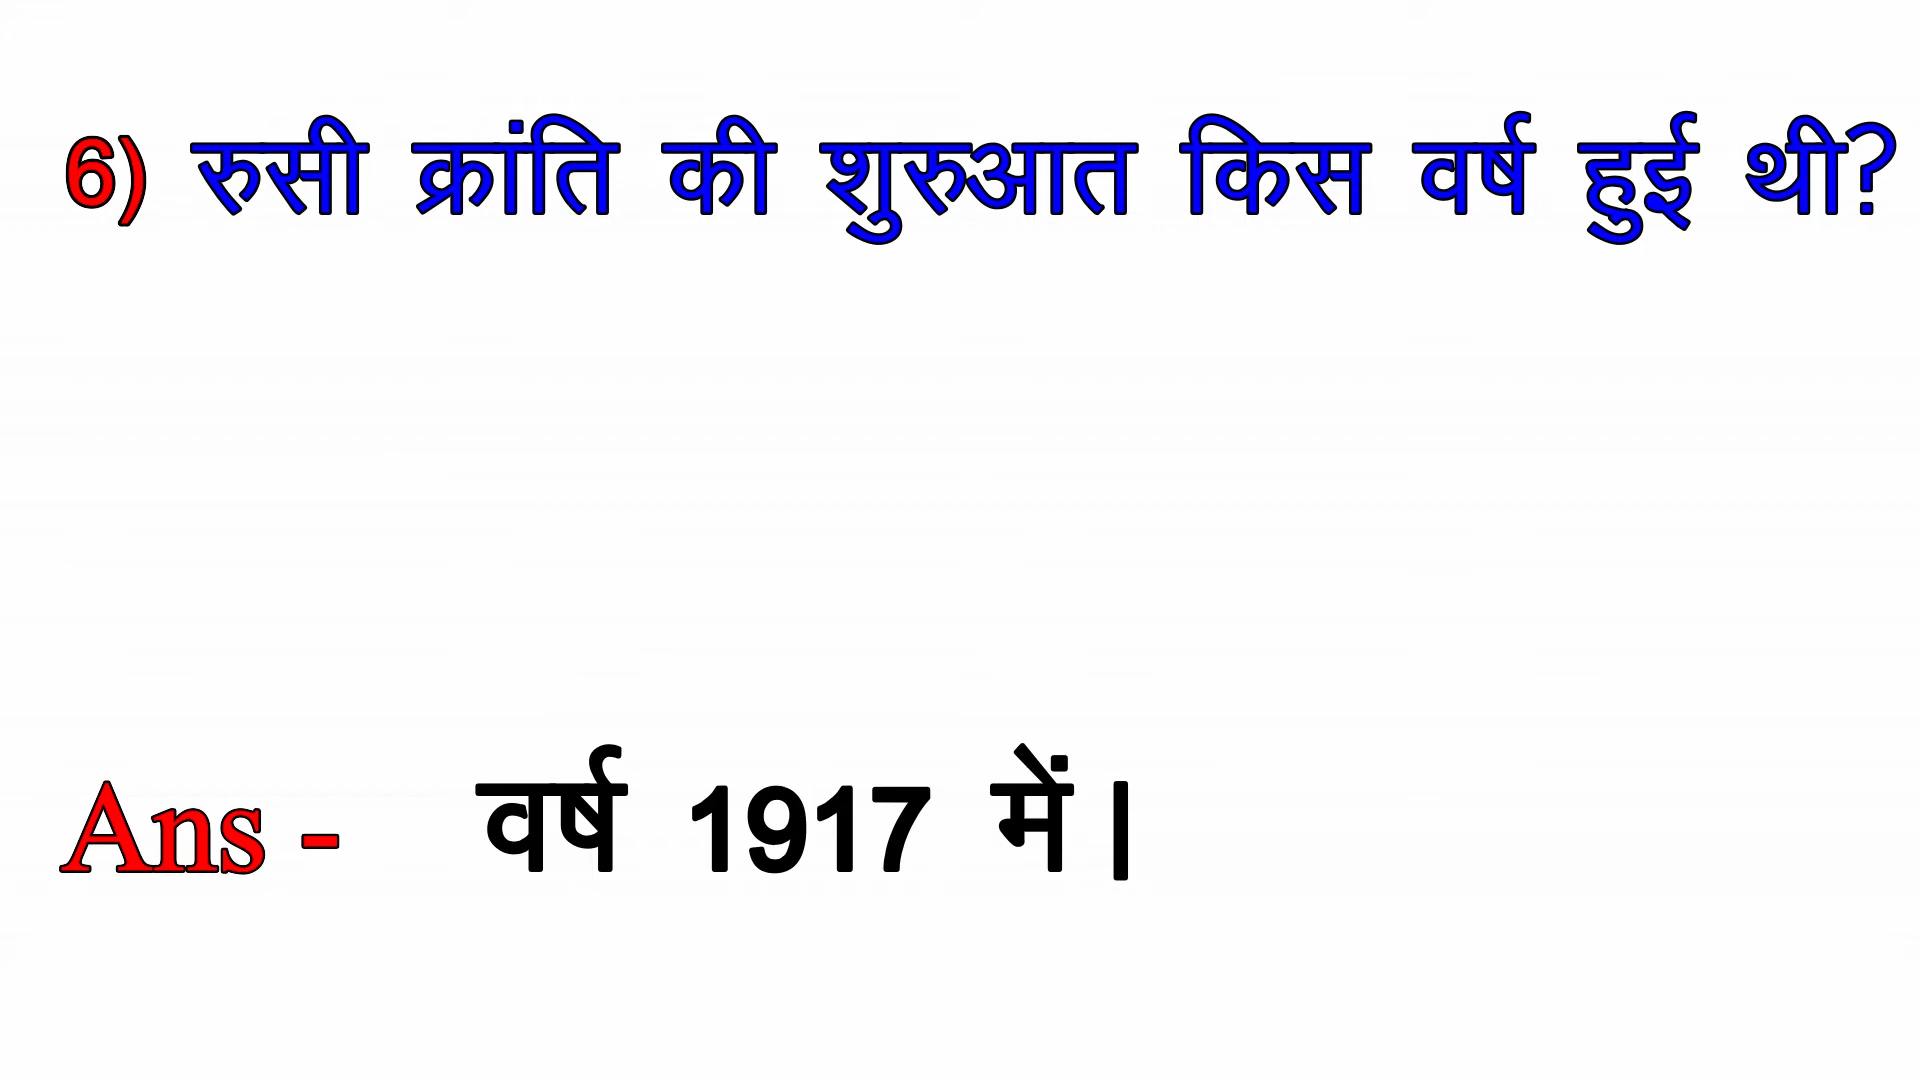 6) रुसी क्रांति की शुरुआत किस वर्ष हुई थी?
Ans - वर्ष 1917 में |